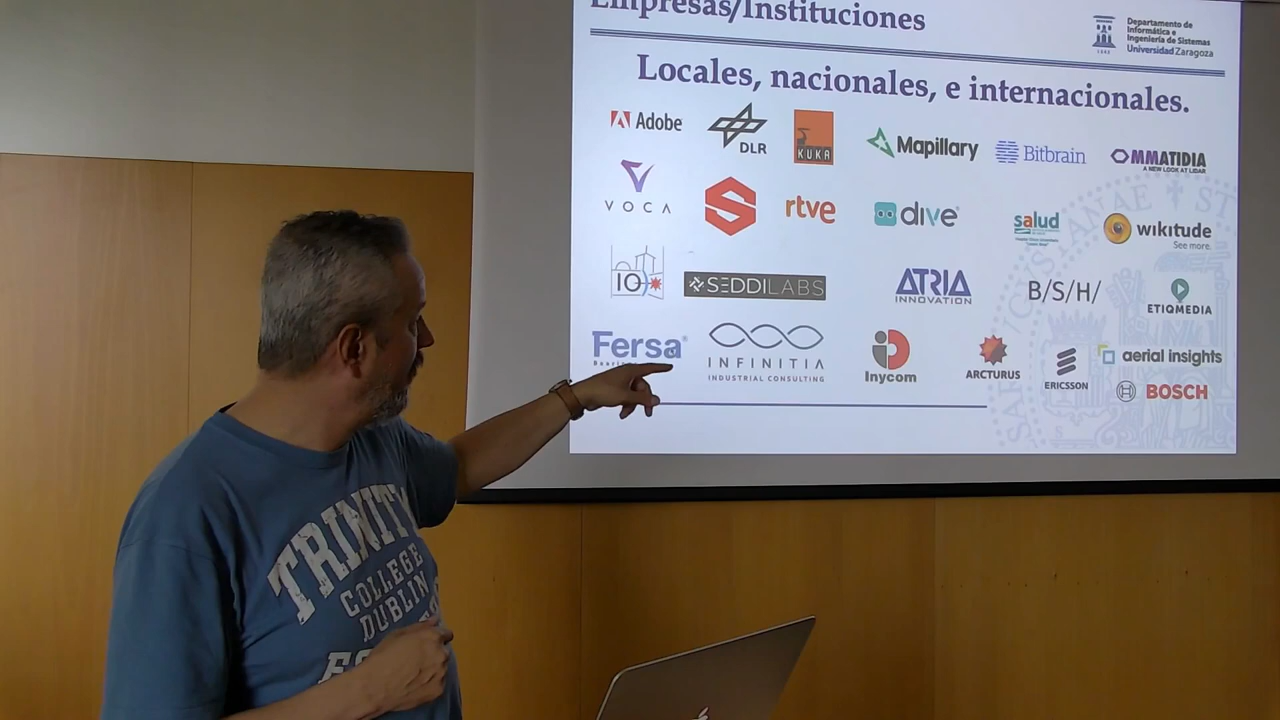 Empresas/Instituciones
Departamento de
Informática e
Ingeniería de Sistemas
Universidad Zaragoza
1542
Locales, nacionales, e internacionales.
Adobe
DLR
KUKA
Mapillary
Bitbrain
OMMATIDIA
A NEW LOOK AT LIDAR
VOCA
S
rtve
dive
salud
wikitude
See more.
IO
SEDDILABS
ATRIA
INNOVATION
B/S/H/
ETIQMEDIA
Fersa
INFINITIA
INDUSTRIAL CONSULTING
Inycom
ARCTURUS
ERICSSON
aerial insights
BOSCH
TRINITY
COLLEGE
DUBLIN